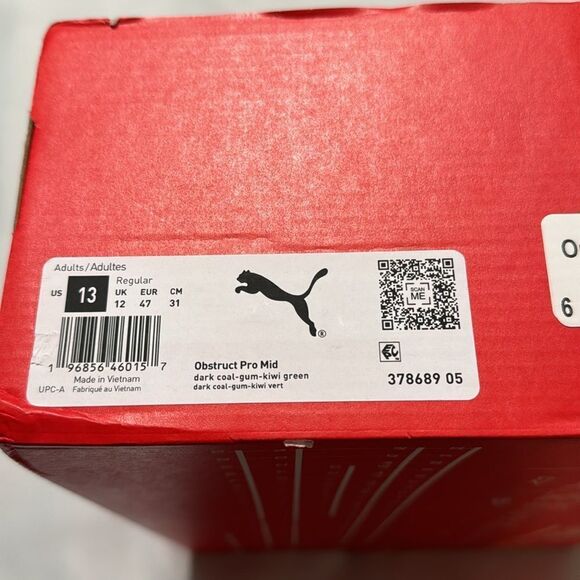 Adults/Adultes
Regular
US 13 UK EUR CM
12 47 31
1 96856 46015 7
Made in Vietnam
UPC-A Fabriqué au Vietnam
®
Obstruct Pro Mid
dark coal-gum-kiwi green
dark coal-gum-kiwi vert
SCAN
ME
378689 05
6